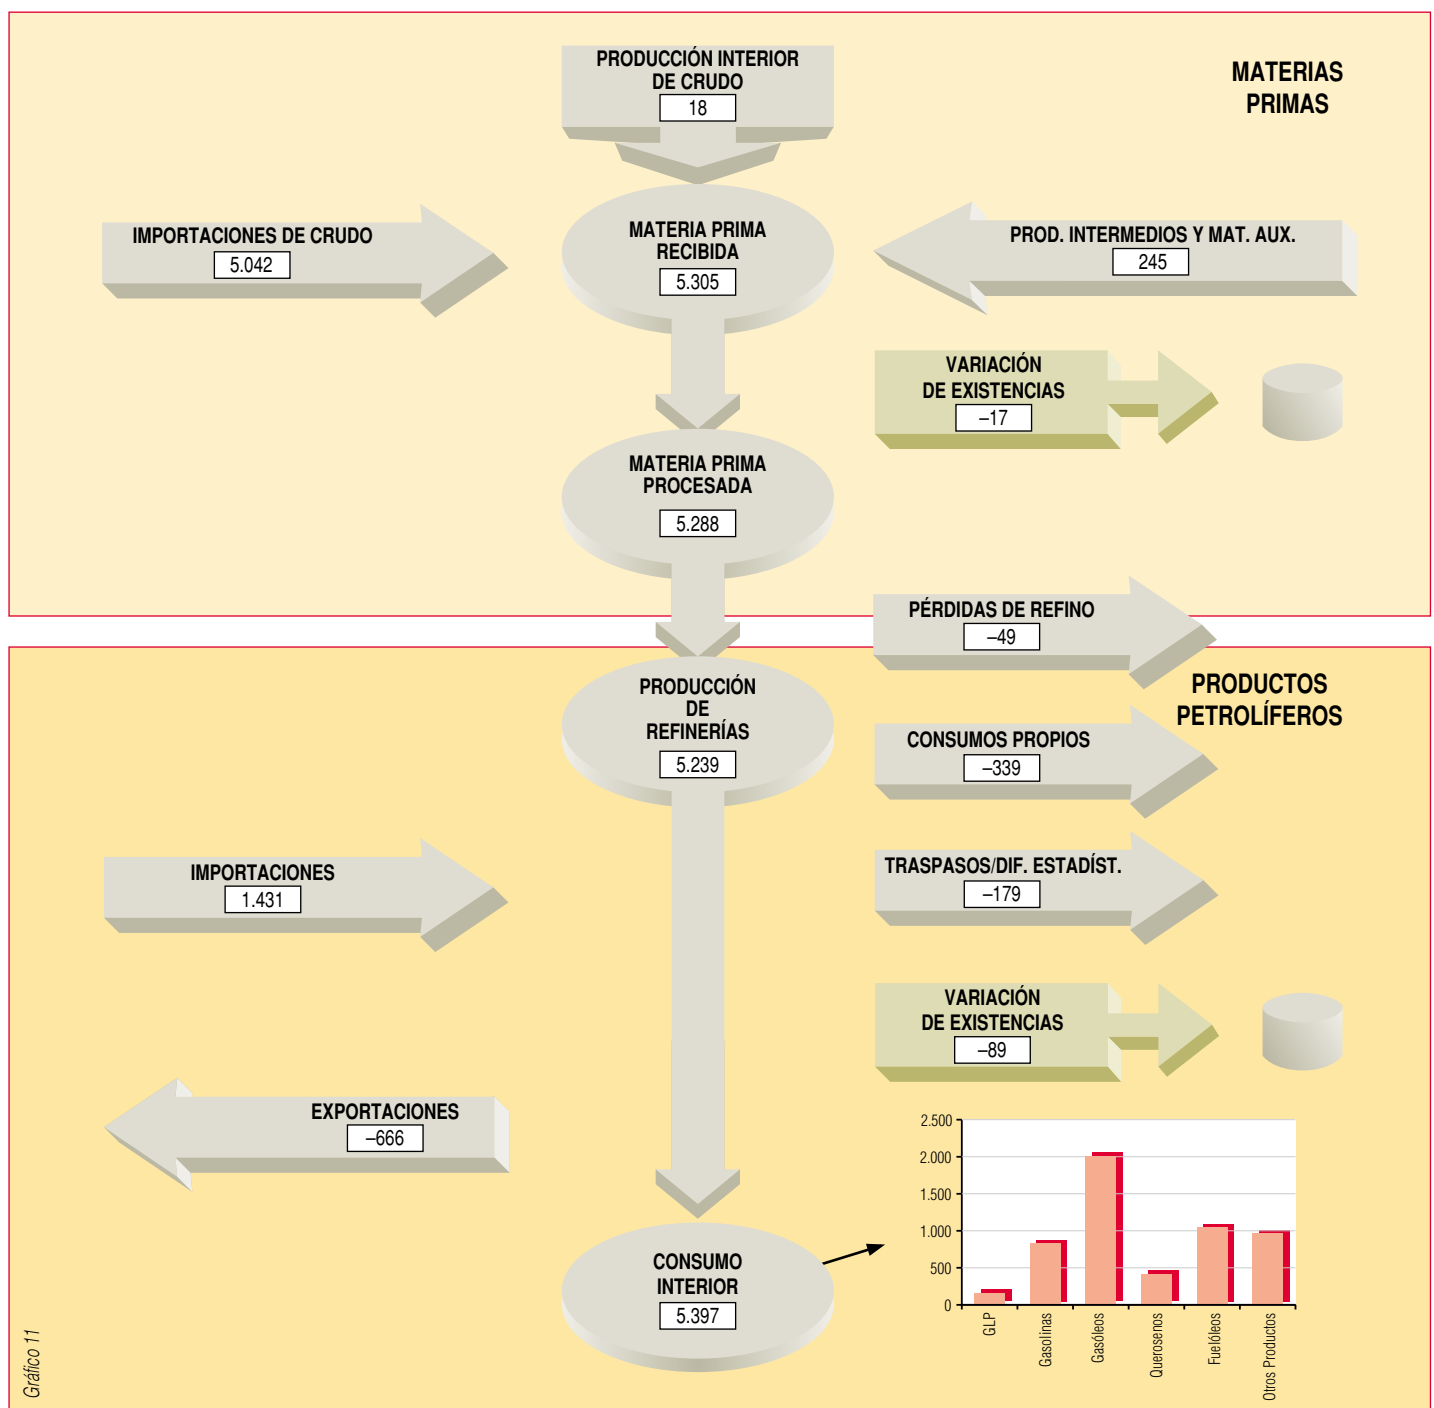 PRODUCCIÓN INTERIOR
DE CRUDO
18
MATERIAS
PRIMAS
IMPORTACIONES DE CRUDO
5.042
MATERIA PRIMA
RECIBIDA
5.305
PROD. INTERMEDIOS Y MAT. AUX.
245
VARIACIÓN
DE EXISTENCIAS
–17
MATERIA PRIMA
PROCESADA
5.288
PÉRDIDAS DE REFINO
–49
PRODUCTOS
PETROLÍFEROS
PRODUCCIÓN
DE
REFINERÍAS
5.239
CONSUMOS PROPIOS
–339
IMPORTACIONES
1.431
TRASPASOS/DIF. ESTADÍST.
–179
VARIACIÓN
DE EXISTENCIAS
–89
EXPORTACIONES
–666
CONSUMO
INTERIOR
5.397
2.500
2.000
1.500
1.000
500
0
GLP
Gasolinas
Gasóleos
Querosenos
Fuelóleos
Otros Productos
Gráfico 11